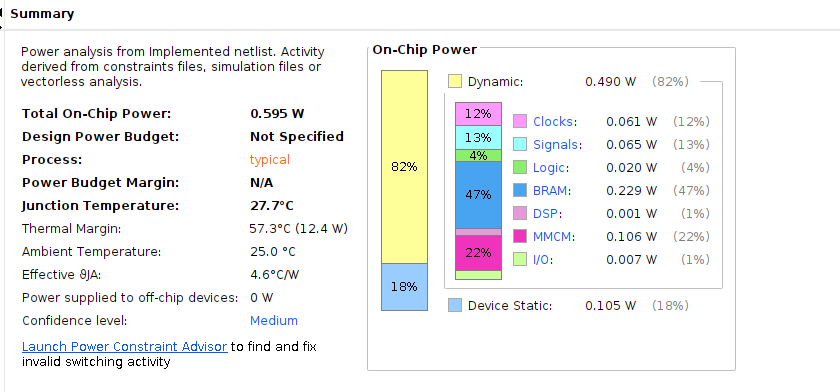 Summary
Power analysis from Implemented netlist. Activity
derived from constraints files, simulation files or
vectorless analysis.
Total On-Chip Power: 0.595 W
Design Power Budget: Not Specified
Process: typical
Power Budget Margin: N/A
Junction Temperature: 27.7°C
Thermal Margin: 57.3°C (12.4 W)
Ambient Temperature: 25.0 °C
Effective ϑJA: 4.6°C/W
Power supplied to off-chip devices: 0 W
Confidence level: Medium
Launch Power Constraint Advisor to find and fix
invalid switching activity
On-Chip Power
82%
18%
Dynamic: 0.490 W (82%)
12%
13%
4%
47%
22%
Clocks: 0.061 W (12%)
Signals: 0.065 W (13%)
Logic: 0.020 W (4%)
BRAM: 0.229 W (47%)
DSP: 0.001 W (1%)
MMCM: 0.106 W (22%)
I/O: 0.007 W (1%)
Device Static: 0.105 W (18%)